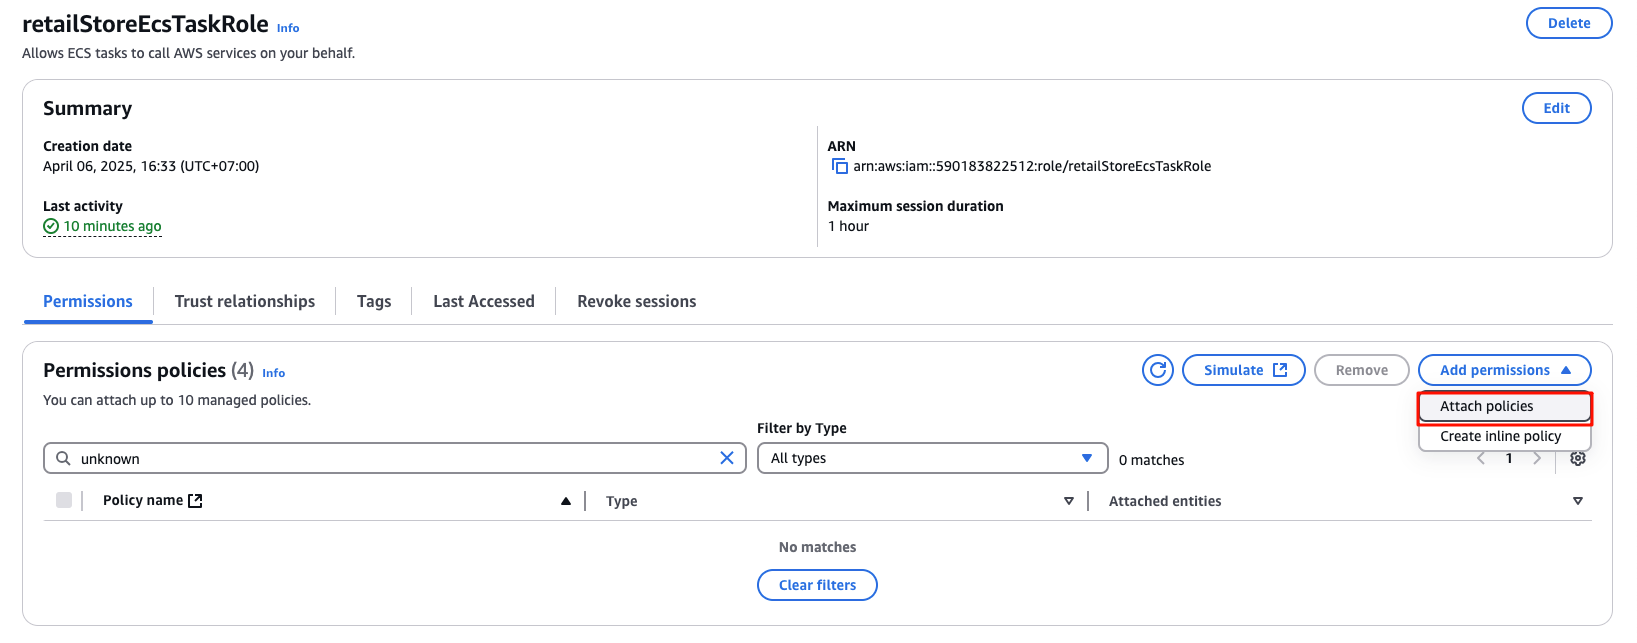 retailStoreEcsTaskRole Info
Delete
Allows ECS tasks to call AWS services on your behalf.
Summary
Edit
Creation date
April 06, 2025, 16:33 (UTC+07:00)
ARN
arn:aws:iam::590183822512:role/retailStoreEcsTaskRole
Last activity
10 minutes ago
Maximum session duration
1 hour
Permissions
Trust relationships
Tags
Last Accessed
Revoke sessions
Permissions policies (4) Info
Simulate
Remove
Add permissions
You can attach up to 10 managed policies.
Attach policies
Create inline policy
Filter by Type
unknown
All types
0 matches
1
Policy name
Type
Attached entities
No matches
Clear filters